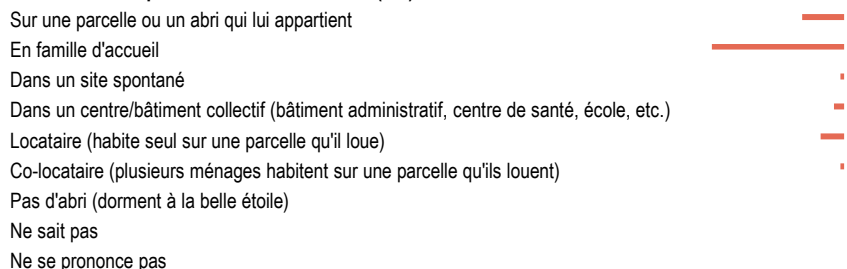 Sur une parcelle ou un abri qui lui appartient
En famille d'accueil
Dans un site spontané
Dans un centre/bâtiment collectif (bâtiment administratif, centre de santé, école, etc.)
Locataire (habite seul sur une parcelle qu'il loue)
Co-locataire (plusieurs ménages habitent sur une parcelle qu'ils louent)
Pas d'abri (dorment à la belle étoile)
Ne sait pas
Ne se prononce pas